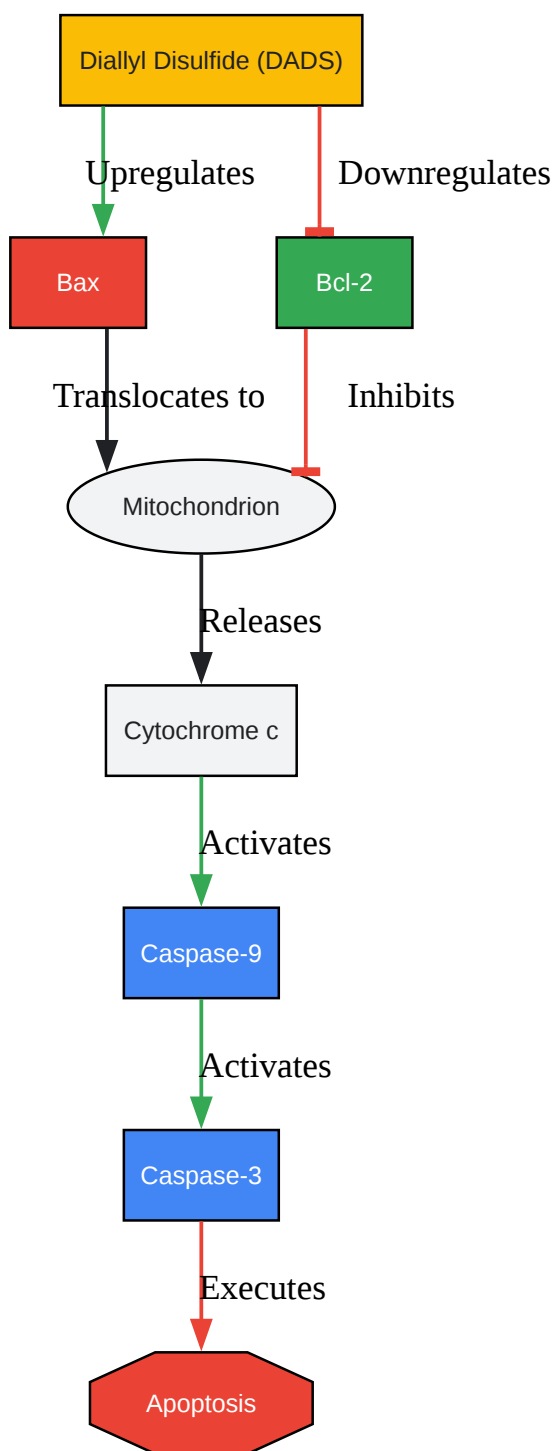 Diallyl Disulfide (DADS)
Upregulates
Downregulates
Bax
Bcl-2
Translocates to
Inhibits
Mitochondrion
Releases
Cytochrome c
Activates
Caspase-9
Activates
Caspase-3
Executes
Apoptosis